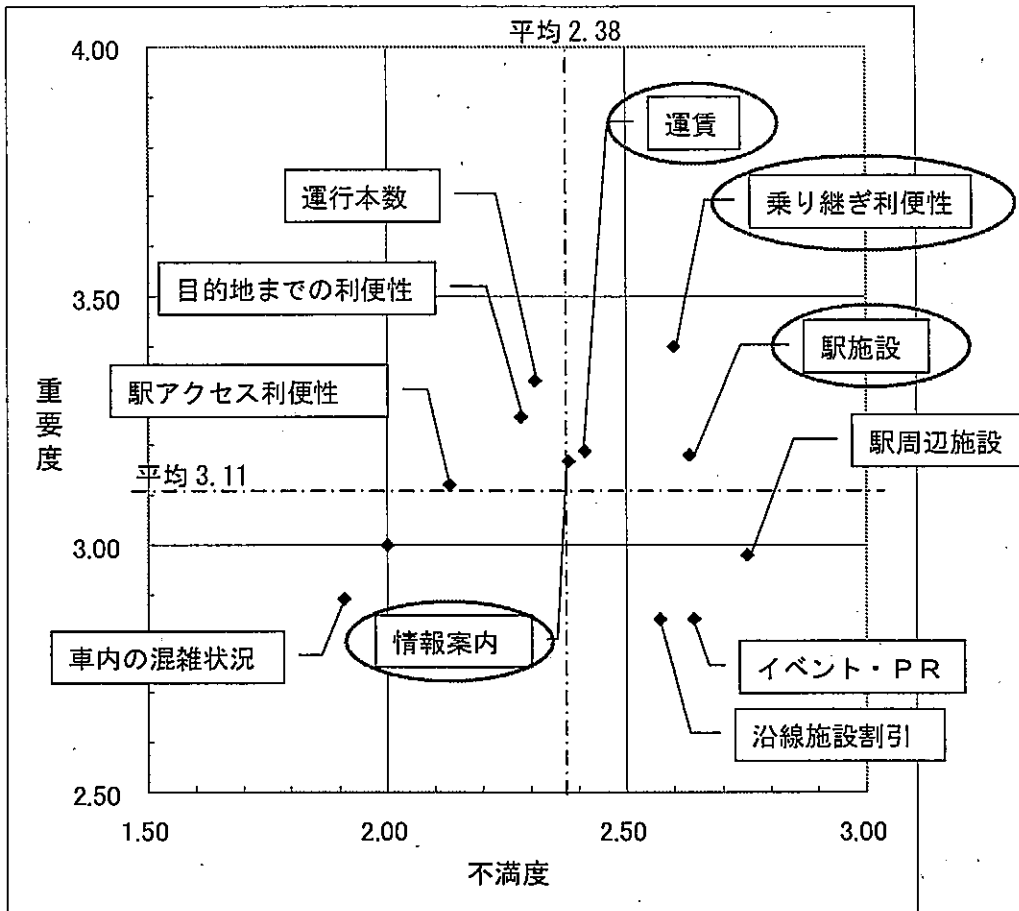 平均2.38
4.00
運賃
運行本数
乗り継ぎ利便性
目的地までの利便性
3.50
駅施設
駅アクセス利便性
重要度
駅周辺施設
平均3.11
3.00
車内の混雑状況
情報案内
イベント・PR
沿線施設割引
2.50
1.50
2.00
2.50
3.00
不満度